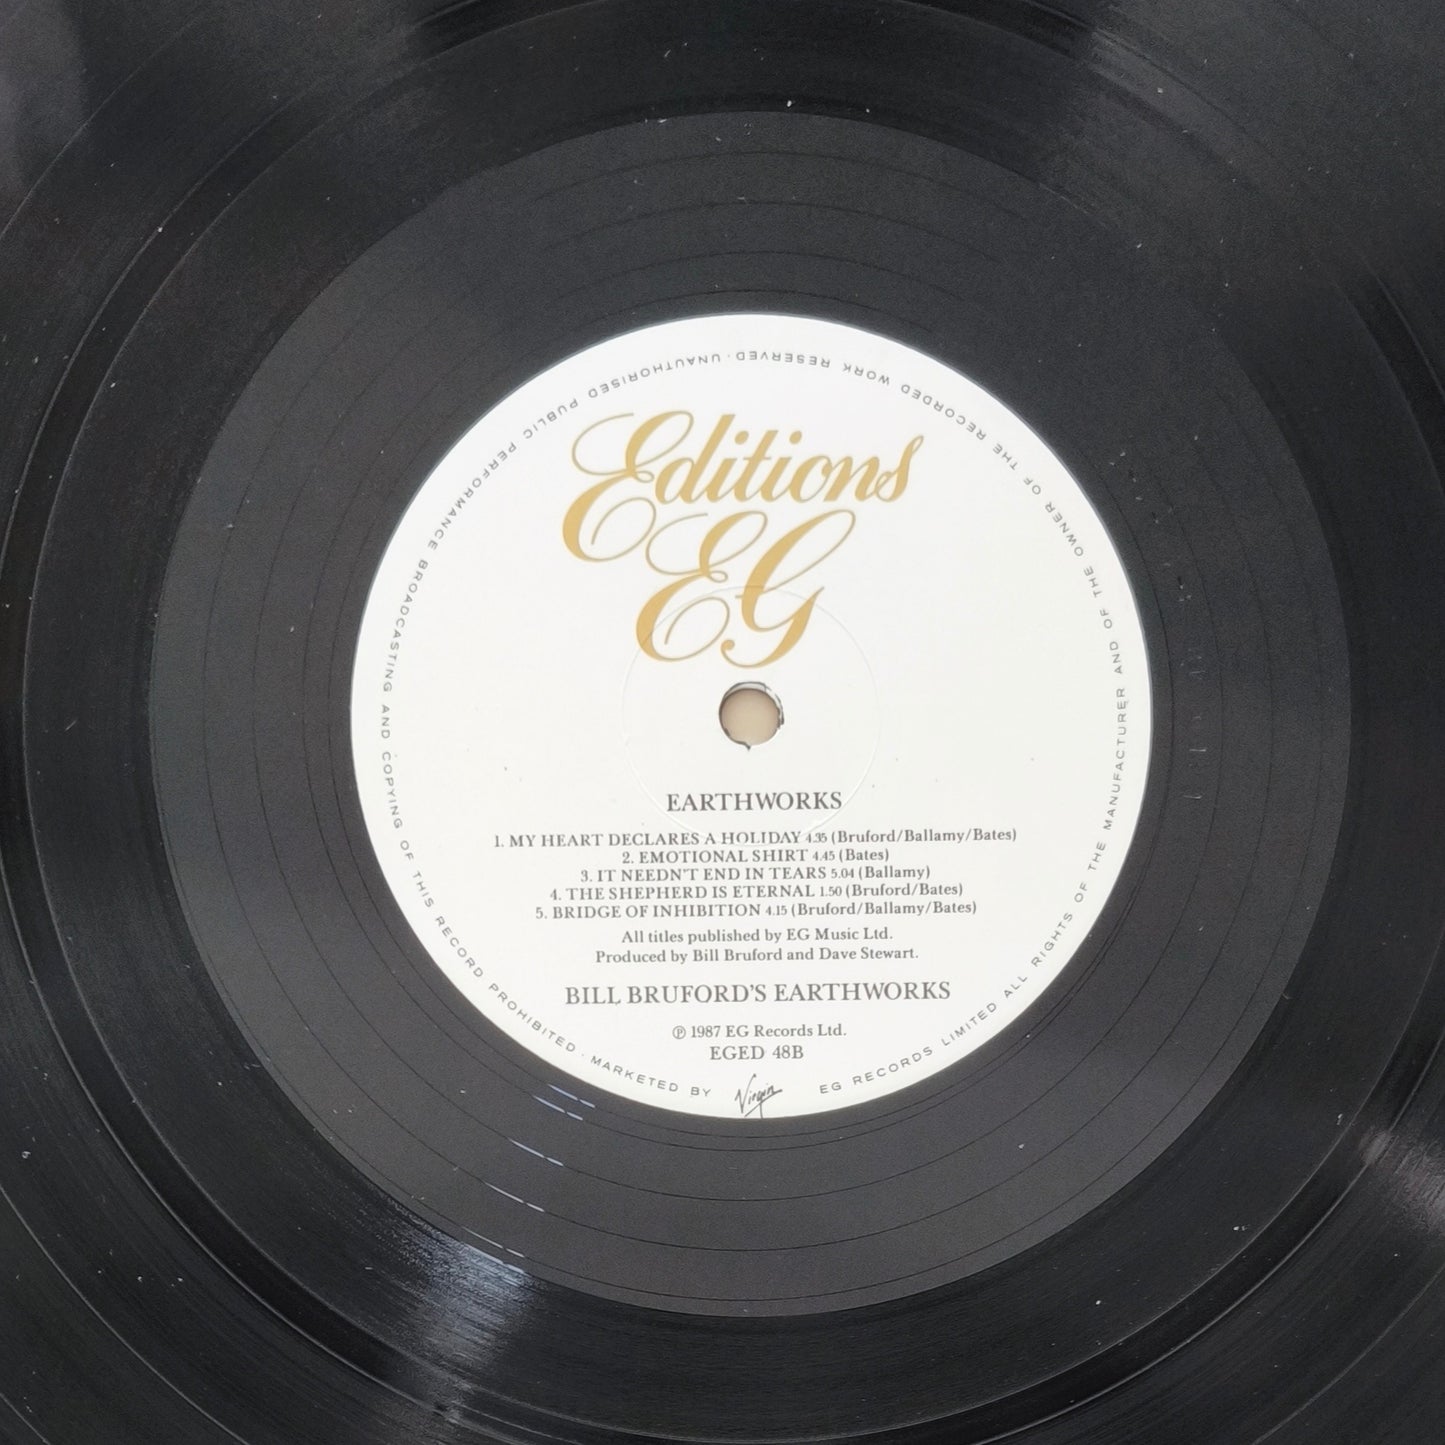 Editions
EG
EARTHWORKS
1. MY HEART DECLARES A HOLIDAY 4.35 (Bruford/Ballamy/Bates)
2. EMOTIONAL SHIRT 4.45 (Bates)
3. IT NEEDN'T END IN TEARS 5.04 (Ballamy)
4. THE SHEPHERD IS ETERNAL 1.50 (Bruford/Bates)
5. BRIDGE OF INHIBITION 4.15 (Bruford/Ballamy/Bates)
All titles published by EG Music Ltd.
Produced by Bill Bruford and Dave Stewart.
BILL BRUFORD'S EARTHWORKS
℗ 1987 EG Records Ltd.
EGED 48B
EG RECORDS LIMITED ALL RIGHTS OF THE MANUFACTURER AND OF THE OWNER OF THE RECORDED WORK RESERVED · UNAUTHORISED PUBLIC PERFORMANCE BROADCASTING AND COPYING OF THIS RECORD PROHIBITED · MARKETED BY Virgin